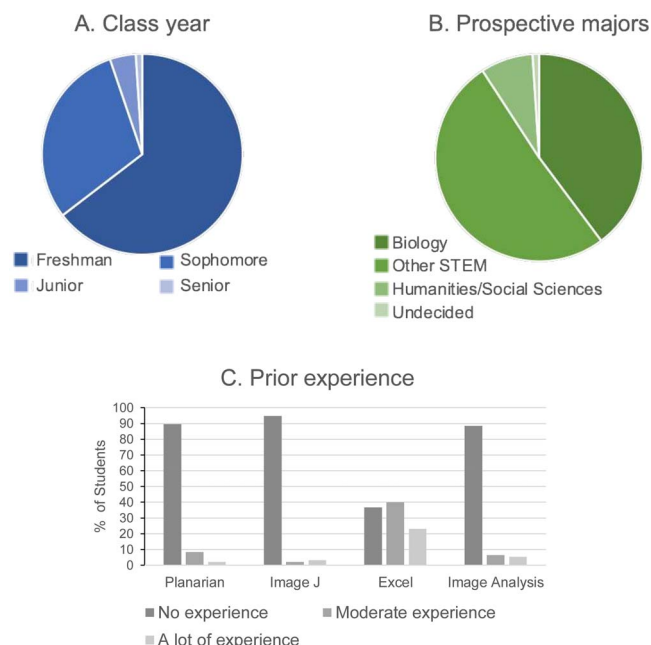 A. Class year
Freshman
Sophomore
Junior
Senior
B. Prospective majors
Biology
Other STEM
Humanities/Social Sciences
Undecided
C. Prior experience
% of Students
100
90
80
70
60
50
40
30
20
10
0
Planarian
Image J
Excel
Image Analysis
No experience
Moderate experience
A lot of experience